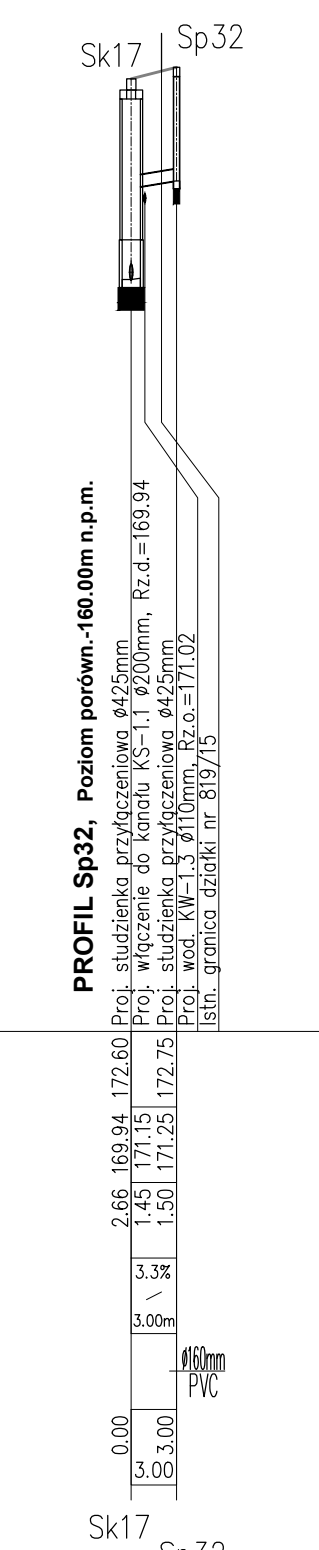 Sk17
Sp32
PROFIL Sp32, Poziom porówn.-160.00m n.p.m.
Proj. studzienka przyłączeniowa ø425mm
Proj. włączenie do kanału KS-1.1 ø200mm, Rz.d.=169.94
Proj. studzienka przyłączeniowa ø425mm
Proj. wod. KW-1.3 ø110mm, Rz.o.=171.02
Istn. granica działki nr 819/15
172.60
172.75
169.94
171.15
171.25
2.66
1.45
1.50
3.3%
3.00m
ø160mm
PVC
0.00
3.00
3.00
Sk17
Sp32